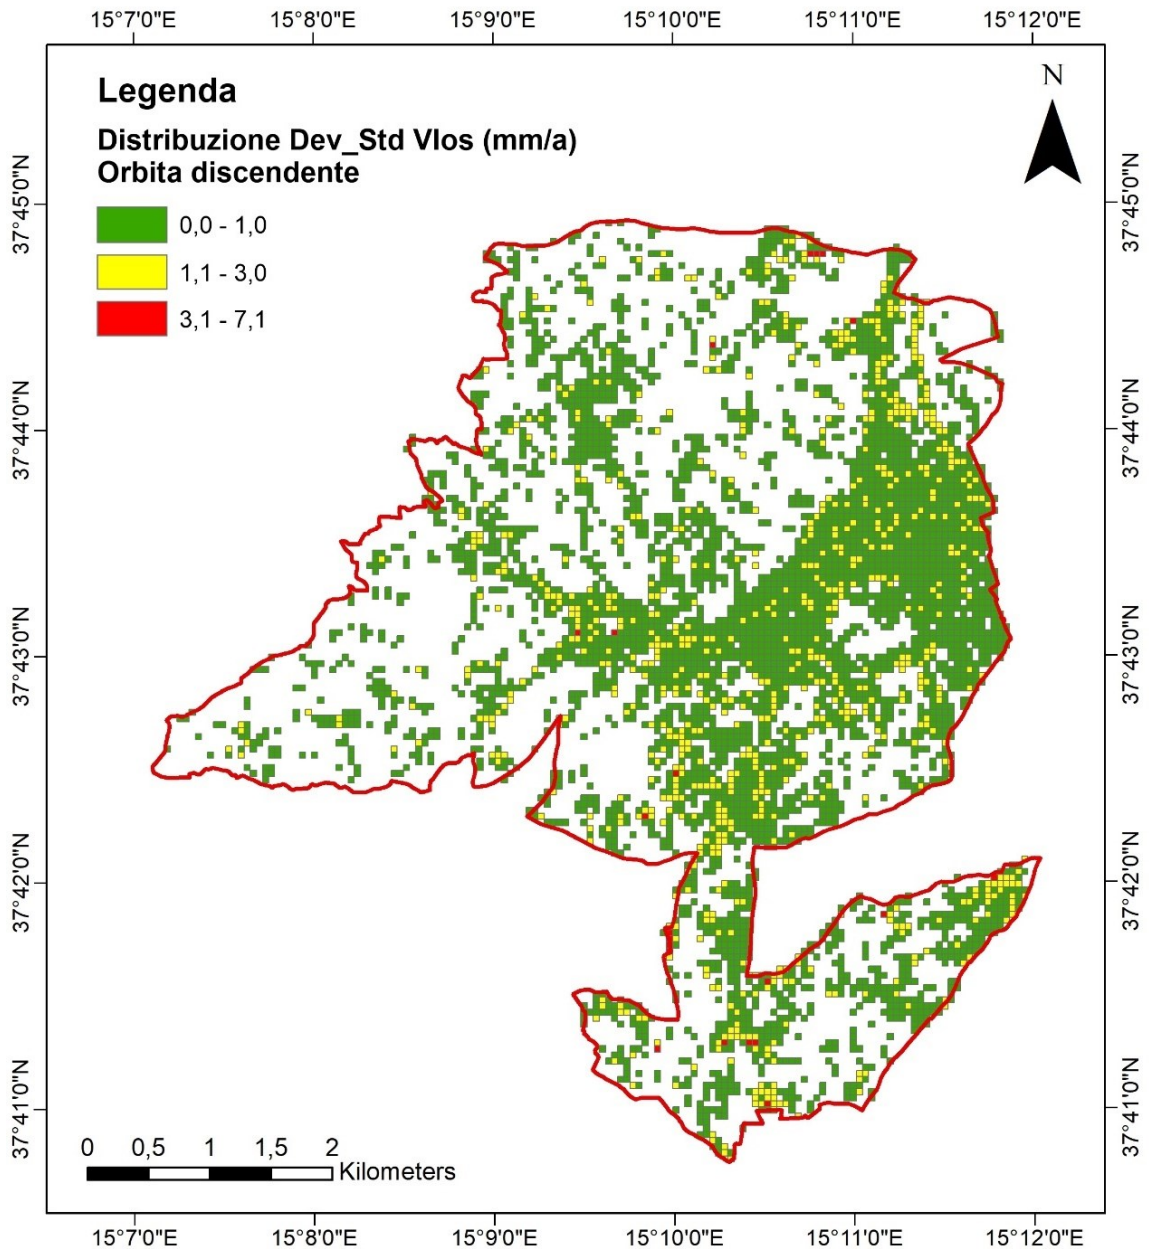 15°7'0"E 15°8'0"E 15°9'0"E 15°10'0"E 15°11'0"E 15°12'0"E
N
Legenda
Distribuzione Dev_Std Vlos (mm/a)
Orbita discendente
0,0 - 1,0
1,1 - 3,0
3,1 - 7,1
37°45'0"N 37°45'0"N
37°44'0"N 37°44'0"N
37°43'0"N 37°43'0"N
37°42'0"N 37°42'0"N
37°41'0"N 37°41'0"N
0 0,5 1 1,5 2
Kilometers
15°7'0"E 15°8'0"E 15°9'0"E 15°10'0"E 15°11'0"E 15°12'0"E